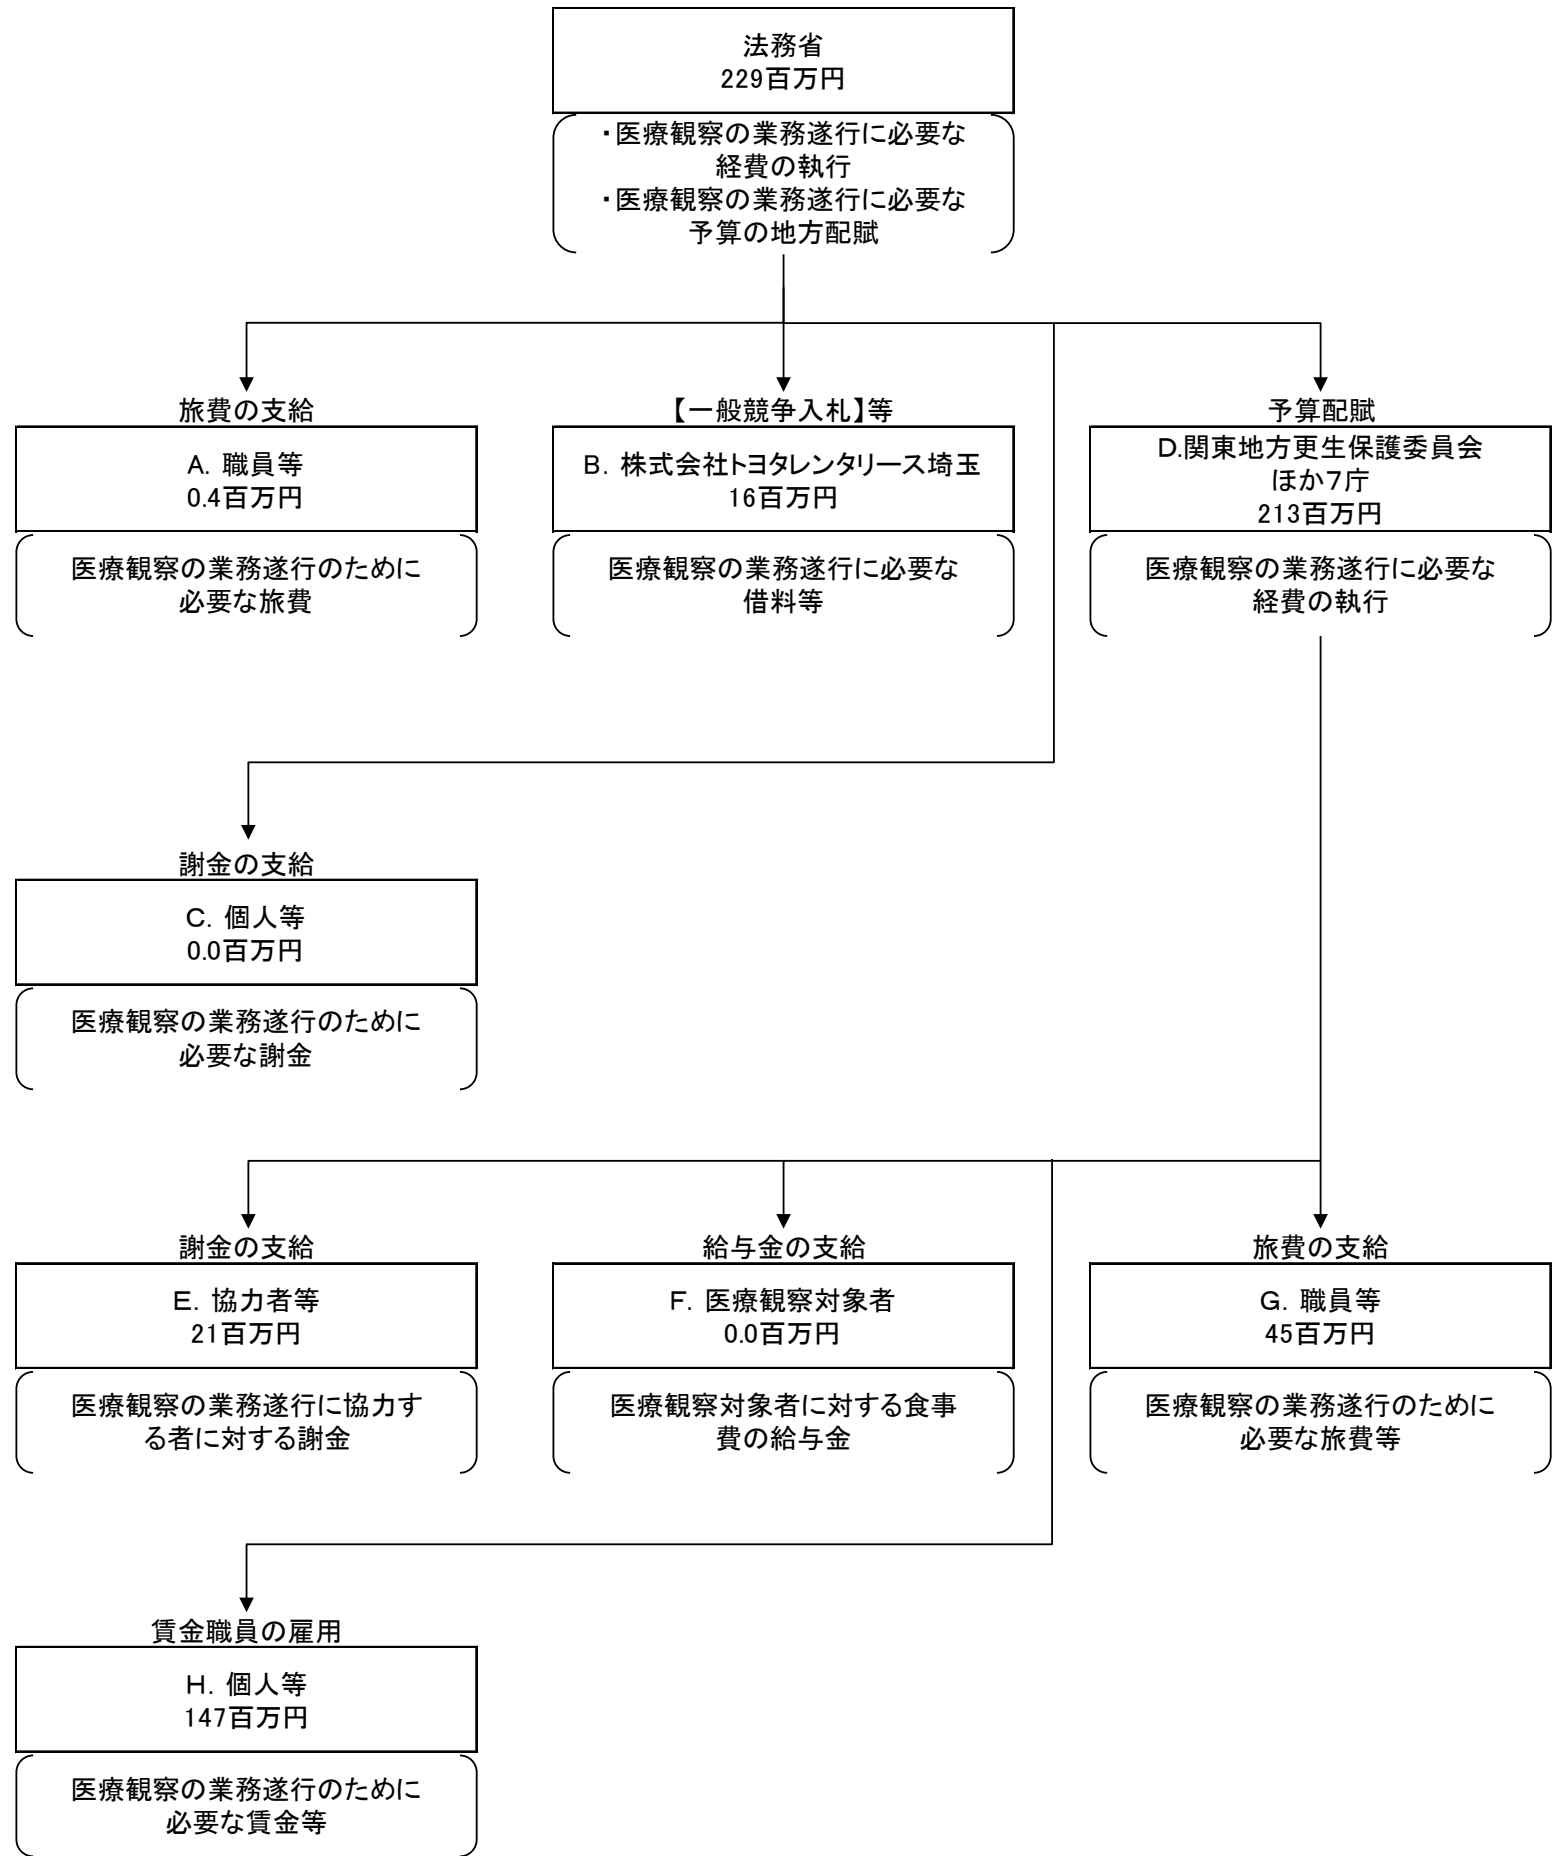 法務省
229百万円
・医療観察の業務遂行に必要な
経費の執行
・医療観察の業務遂行に必要な
予算の地方配賦
旅費の支給
A. 職員等
0.4百万円
医療観察の業務遂行のために
必要な旅費
【一般競争入札】等
B. 株式会社トヨタレンタリース埼玉
16百万円
医療観察の業務遂行に必要な
借料等
予算配賦
D.関東地方更生保護委員会
ほか７庁
213百万円
医療観察の業務遂行に必要な
経費の執行
謝金の支給
C. 個人等
0.0百万円
医療観察の業務遂行のために
必要な謝金
謝金の支給
E. 協力者等
21百万円
医療観察の業務遂行に協力す
る者に対する謝金
給与金の支給
F. 医療観察対象者
0.0百万円
医療観察対象者に対する食事
費の給与金
旅費の支給
G. 職員等
45百万円
医療観察の業務遂行のために
必要な旅費等
賃金職員の雇用
H. 個人等
147百万円
医療観察の業務遂行のために
必要な賃金等